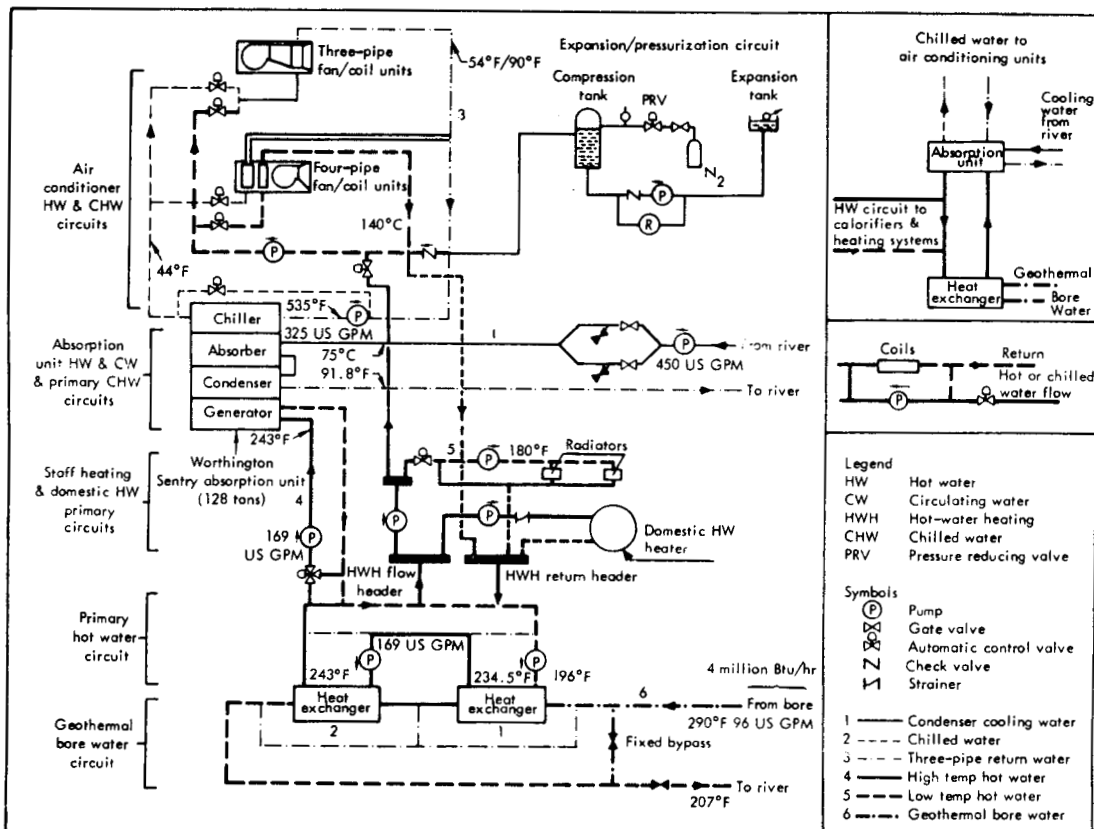 Three-pipe
fan/coil units
54°F/90°F
3
Four-pipe
fan/coil units
Air
conditioner
HW & CHW
circuits
140°C
P
44°F
Expansion/pressurization circuit
Compression
tank
PRV
Expansion
tank
N2
P
R
535°F
P
Chiller
325 US GPM
1
Absorber
75°C
P
From river
450 US GPM
Condenser
91.8°F
To river
Generator
243°F
Absorption
unit HW & CW
& primary CHW
circuits
Worthington
Sentry absorption unit
(128 tons)
4
Staff heating
& domestic HW
primary
circuits
5
P
180°F
Radiators
P
169
US GPM
P
P
Domestic HW
heater
HWH flow
header
HWH return header
Primary
hot water
circuit
169 US GPM
243°F
P
234.5°F
P
196°F
4 million Btu/hr
Heat
exchanger
Heat
exchanger
6
From bore
290°F 96 US GPM
2
1
Geothermal
bore water
circuit
Fixed bypass
To river
207°F
Chilled water to
air conditioning units
Cooling
water
from
river
Absorption
unit
HW circuit to
calorifiers &
heating systems
Heat
exchanger
Geothermal
Bore
Water
Coils
Return
Hot or chilled
water flow
P
Legend
HW Hot water
CW Circulating water
HWH Hot-water heating
CHW Chilled water
PRV Pressure reducing valve
Symbols
P Pump
Gate valve
Automatic control valve
Check valve
Strainer
1 Condenser cooling water
2 Chilled water
3 Three-pipe return water
4 High temp hot water
5 Low temp hot water
6 Geothermal bore water